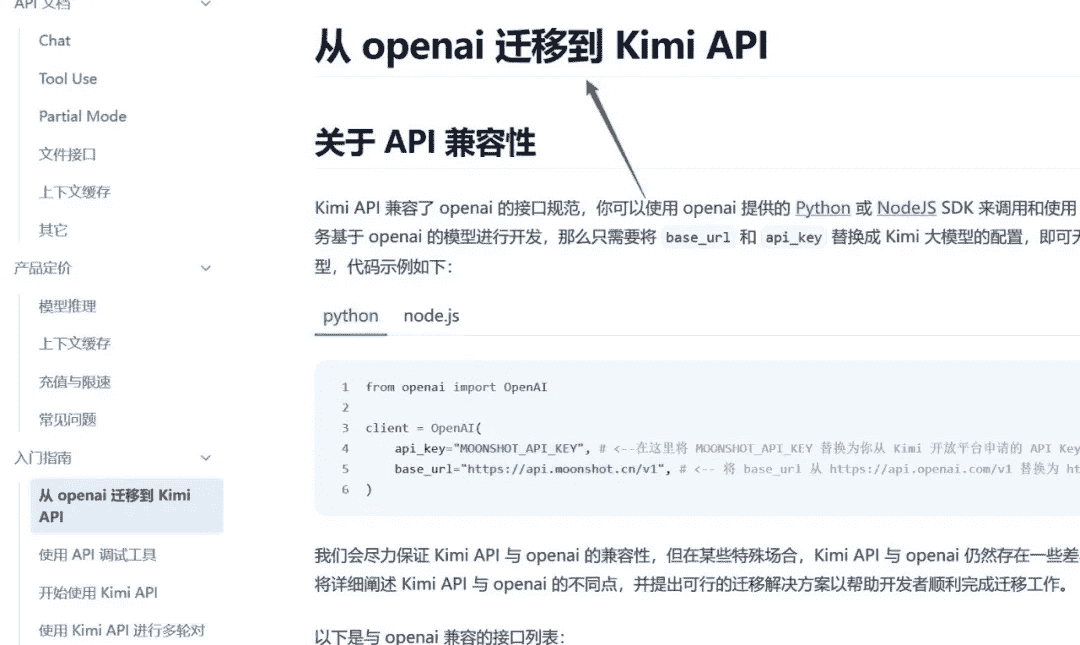 API 文档
Chat
Tool Use
Partial Mode
文件接口
上下文缓存
其它
产品定价
模型推理
上下文缓存
充值与限速
常见问题
入门指南
从 openai 迁移到 Kimi
API
使用 API 调试工具
开始使用 Kimi API
使用 Kimi API 进行多轮对
从 openai 迁移到 Kimi API
关于 API 兼容性
Kimi API 兼容了 openai 的接口规范，你可以使用 openai 提供的 Python 或 NodeJS SDK 来调用和使用
务基于 openai 的模型进行开发，那么只需要将 base_url 和 api_key 替换成 Kimi 大模型的配置，即可无
型，代码示例如下：
python node.js
1 from openai import OpenAI
2
3 client = OpenAI(
4 api_key="MOONSHOT_API_KEY", # <--在这里将 MOONSHOT_API_KEY 替换为你从 Kimi 开放平台申请的 API Key
5 base_url="https://api.moonshot.cn/v1", # <-- 将 base_url 从 https://api.openai.com/v1 替换为 ht
6 )
我们会尽力保证 Kimi API 与 openai 的兼容性，但在某些特殊场合，Kimi API 与 openai 仍然存在一些差
将详细阐述 Kimi API 与 openai 的不同点，并提出可行的迁移解决方案以帮助开发者顺利完成迁移工作。
以下是与 openai 兼容的接口列表：